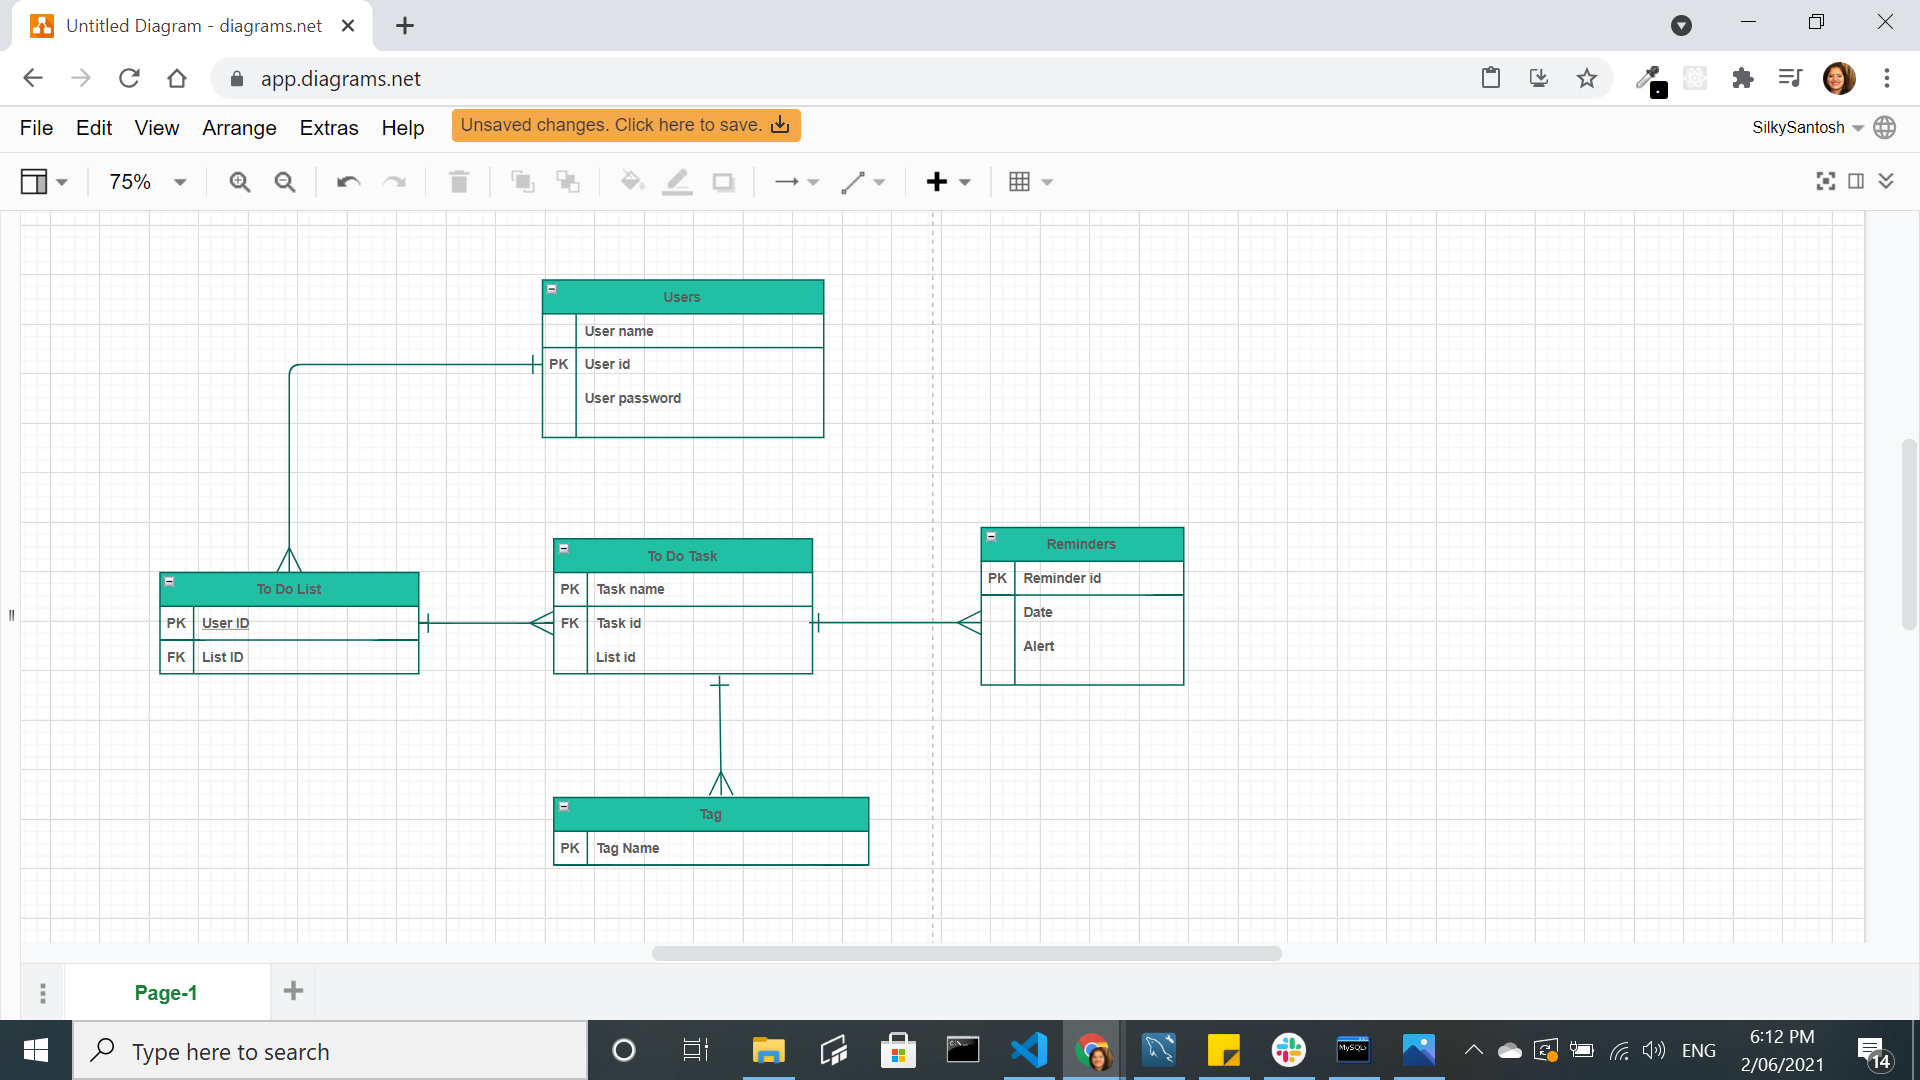 Untitled Diagram - diagrams.net
app.diagrams.net
File Edit View Arrange Extras Help
Unsaved changes. Click here to save.
SilkySantosh
75%
Users
User name
PK User id
User password
To Do List
PK User ID
FK List ID
To Do Task
PK Task name
FK Task id
List id
Reminders
PK Reminder id
Date
Alert
Tag
PK Tag Name
Page-1
Type here to search
MySQL
ENG
6:12 PM
2/06/2021
14